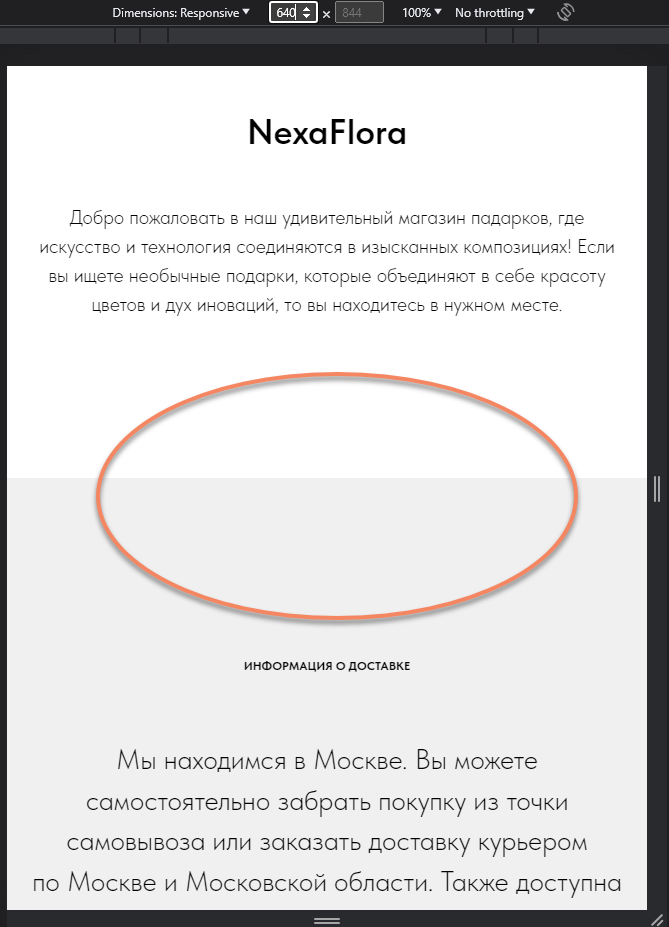 Dimensions: Responsive 640 × 844 100% No throttling
NexaFlora
Добро пожаловать в наш удивительный магазин падарков, где
искусство и технология соединяются в изысканных композициях! Если
вы ищете необычные подарки, которые объединяют в себе красоту
цветов и дух иноваций, то вы находитесь в нужном месте.
ИНФОРМАЦИЯ О ДОСТАВКЕ
Мы находимся в Москве. Вы можете
самостоятельно забрать покупку из точки
самовывоза или заказать доставку курьером
по Москве и Московской области. Также доступна